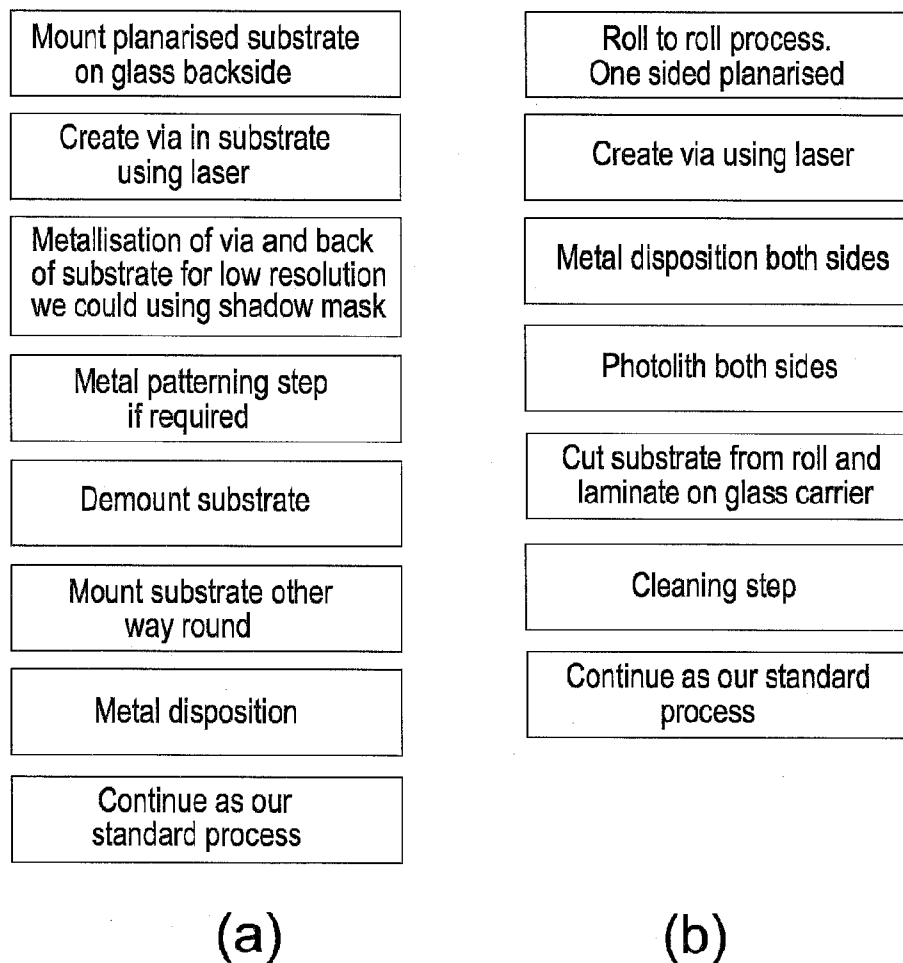 Mount planarised substrate
on glass backside
Create via in substrate
using laser
Metallisation of via and back
of substrate for low resolution
we could using shadow mask
Metal patterning step
if required
Demount substrate
Mount substrate other
way round
Metal disposition
Continue as our
standard process
(a)
Roll to roll process.
One sided planarised
Create via using laser
Metal disposition both sides
Photolith both sides
Cut substrate from roll and
laminate on glass carrier
Cleaning step
Continue as our standard
process
(b)